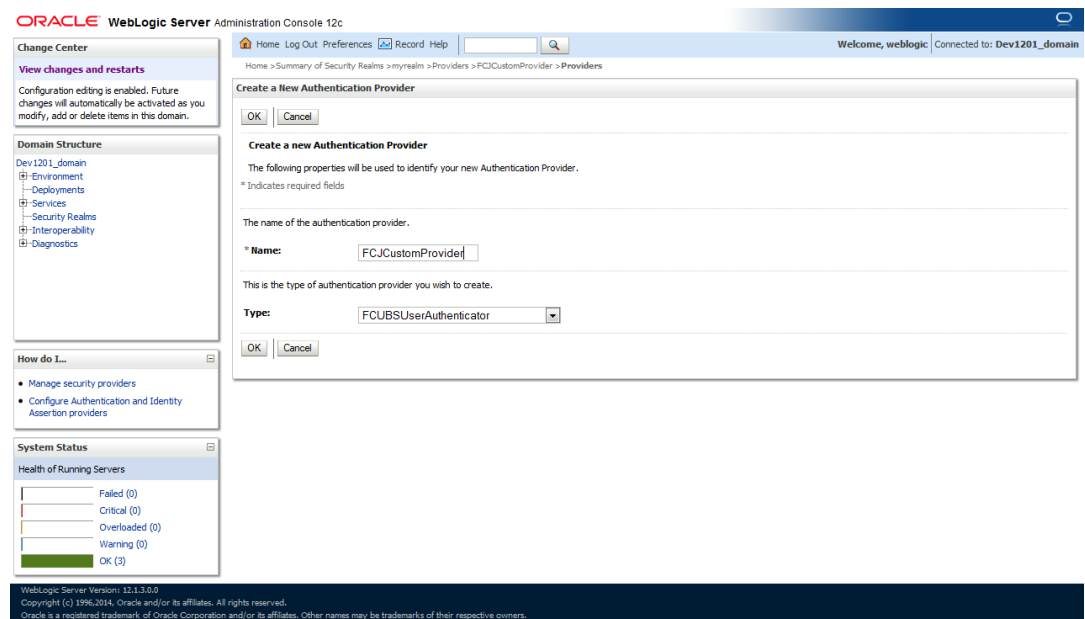 ORACLE WebLogic Server Administration Console 12c
Change Center
View changes and restarts
Configuration editing is enabled. Future
changes will automatically be activated as you
modify, add or delete items in this domain.
Domain Structure
Dev1201_domain
Environment
Deployments
Services
Security Realms
Interoperability
Diagnostics
How do I...
Manage security providers
Configure Authentication and Identity
Assertion providers
System Status
Health of Running Servers
Failed (0)
Critical (0)
Overloaded (0)
Warning (0)
OK (3)
Home Log Out Preferences Record Help
Welcome, weblogic Connected to: Dev1201_domain
Home >Summary of Security Realms >myrealm >Providers >FCJCustomProvider >Providers
Create a New Authentication Provider
OK Cancel
Create a new Authentication Provider
The following properties will be used to identify your new Authentication Provider.
* Indicates required fields
The name of the authentication provider.
* Name: FCJCustomProvider
This is the type of authentication provider you wish to create.
Type: FCUBSUserAuthenticator
OK Cancel
WebLogic Server Version: 12.1.3.0.0
Copyright (c) 1996,2014, Oracle and/or its affiliates. All rights reserved.
Oracle is a registered trademark of Oracle Corporation and/or its affiliates. Other names may be trademarks of their respective owners.